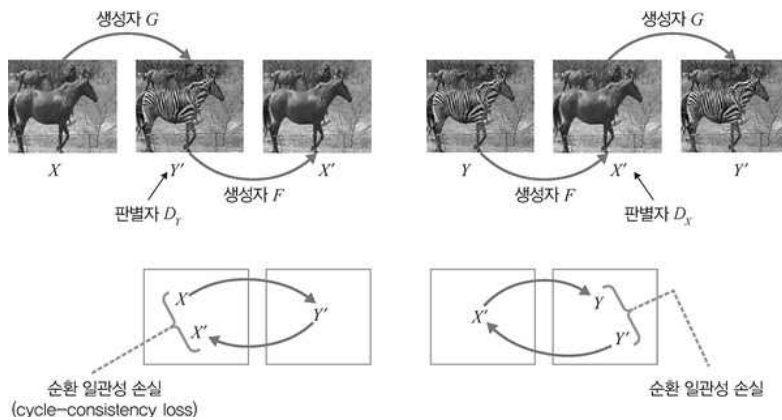 생성자 G
X
Y′
X′
생성자 F
판별자 D_Y
생성자 G
Y
X′
Y′
생성자 F
판별자 D_X
X
X′
Y′
순환 일관성 손실
(cycle-consistency loss)
X′
Y
Y′
순환 일관성 손실